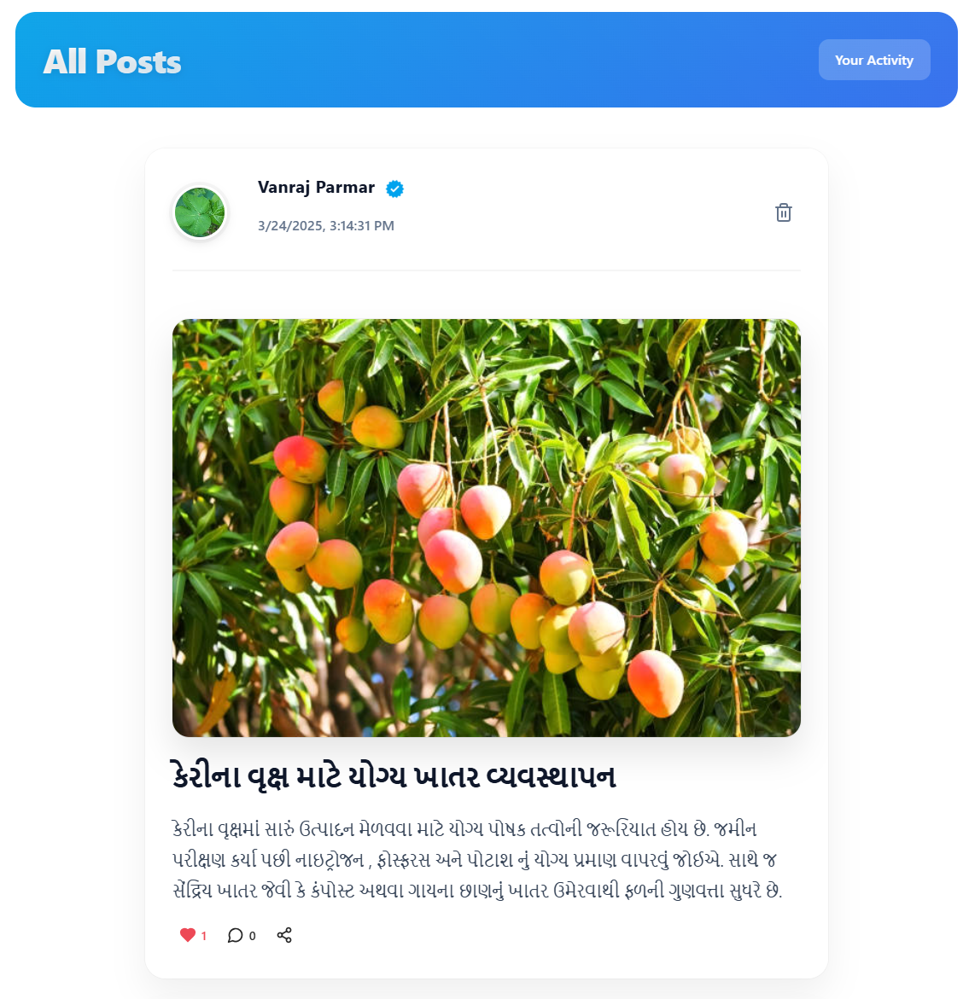 All Posts
Your Activity
Vanraj Parmar
3/24/2025, 3:14:31 PM
કેરીના વૃક્ષ માટે યોગ્ય ખાતર વ્યવસ્થાપન
કેરીના વૃક્ષમાં સારું ઉત્પાદન મેળવવા માટે યોગ્ય પોષક તત્વોની જરૂરિયાત હોય છે. જમીન
પરીક્ષણ કર્યા પછી નાઇટ્રોજન , ફોસ્ફરસ અને પોટાશ નું યોગ્ય પ્રમાણ વાપરવું જોઈએ. સાથે જ
સેંદ્રિય ખાતર જેવી કે કંપોસ્ટ અથવા ગાયના છાણનું ખાતર ઉમેરવાથી ફળની ગુણવત્તા સુધરે છે.
1 0